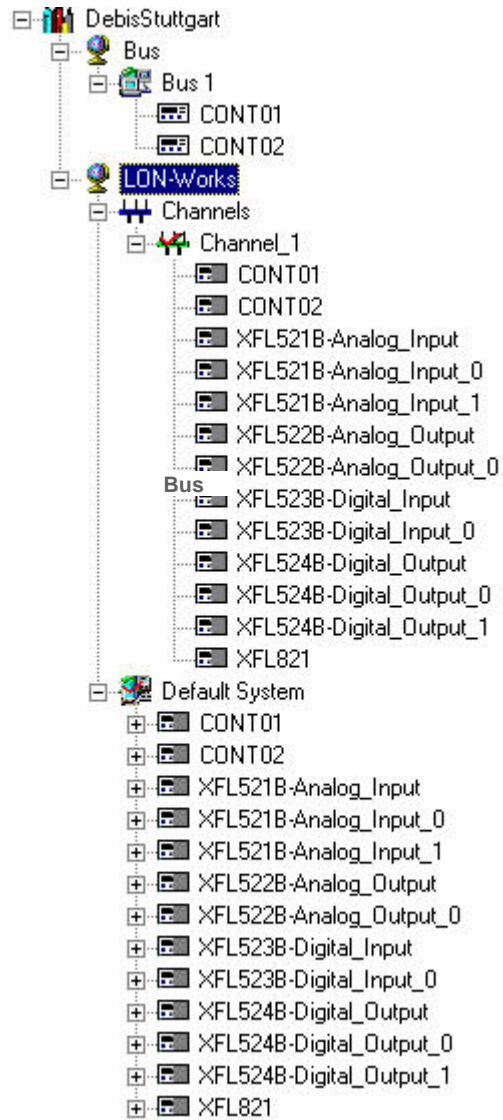 DebisStuttgart
Bus
Bus 1
CONT01
CONT02
LON-Works
Channels
Channel_1
CONT01
CONT02
XFL521B-Analog_Input
XFL521B-Analog_Input_0
XFL521B-Analog_Input_1
XFL522B-Analog_Output
XFL522B-Analog_Output_0
Bus
XFL523B-Digital_Input
XFL523B-Digital_Input_0
XFL524B-Digital_Output
XFL524B-Digital_Output_0
XFL524B-Digital_Output_1
XFL821
Default System
CONT01
CONT02
XFL521B-Analog_Input
XFL521B-Analog_Input_0
XFL521B-Analog_Input_1
XFL522B-Analog_Output
XFL522B-Analog_Output_0
XFL523B-Digital_Input
XFL523B-Digital_Input_0
XFL524B-Digital_Output
XFL524B-Digital_Output_0
XFL524B-Digital_Output_1
XFL821